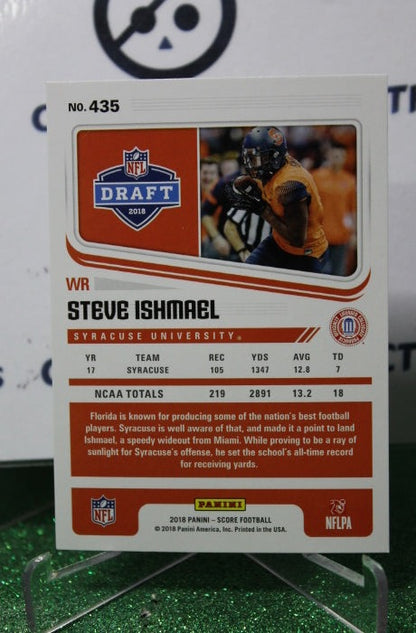 No. 435
NFL
DRAFT
2018
WR
STEVE ISHMAEL
SYRACUSE UNIVERSITY®
YR TEAM REC YDS AVG TD
17 SYRACUSE 105 1347 12.8 7
NCAA TOTALS 219 2891 13.2 18
Florida is known for producing some of the nation's best football
players. Syracuse is well aware of that, and made it a point to land
Ishmael, a speedy wideout from Miami. While proving to be a ray of
sunlight for Syracuse's offense, he set the school's all-time record
for receiving yards.
NFL
PANINI
NFLPA
2018 PANINI – SCORE FOOTBALL
© 2018 Panini America, Inc. Printed in the USA.